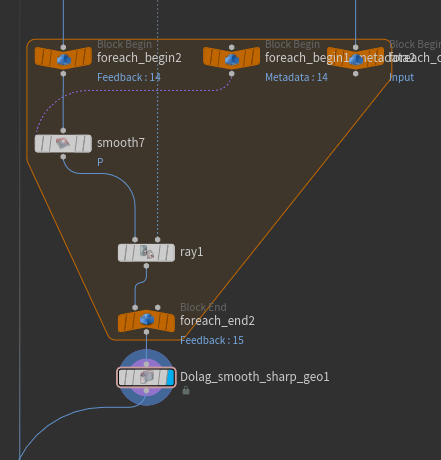 Block Begin
foreach_begin2
Feedback : 14
Block Begin
foreach_begin1_metadata2
Metadata : 14
Block Begin
Input
smooth7
P
ray1
Block End
foreach_end2
Feedback : 15
Dolag_smooth_sharp_geo1